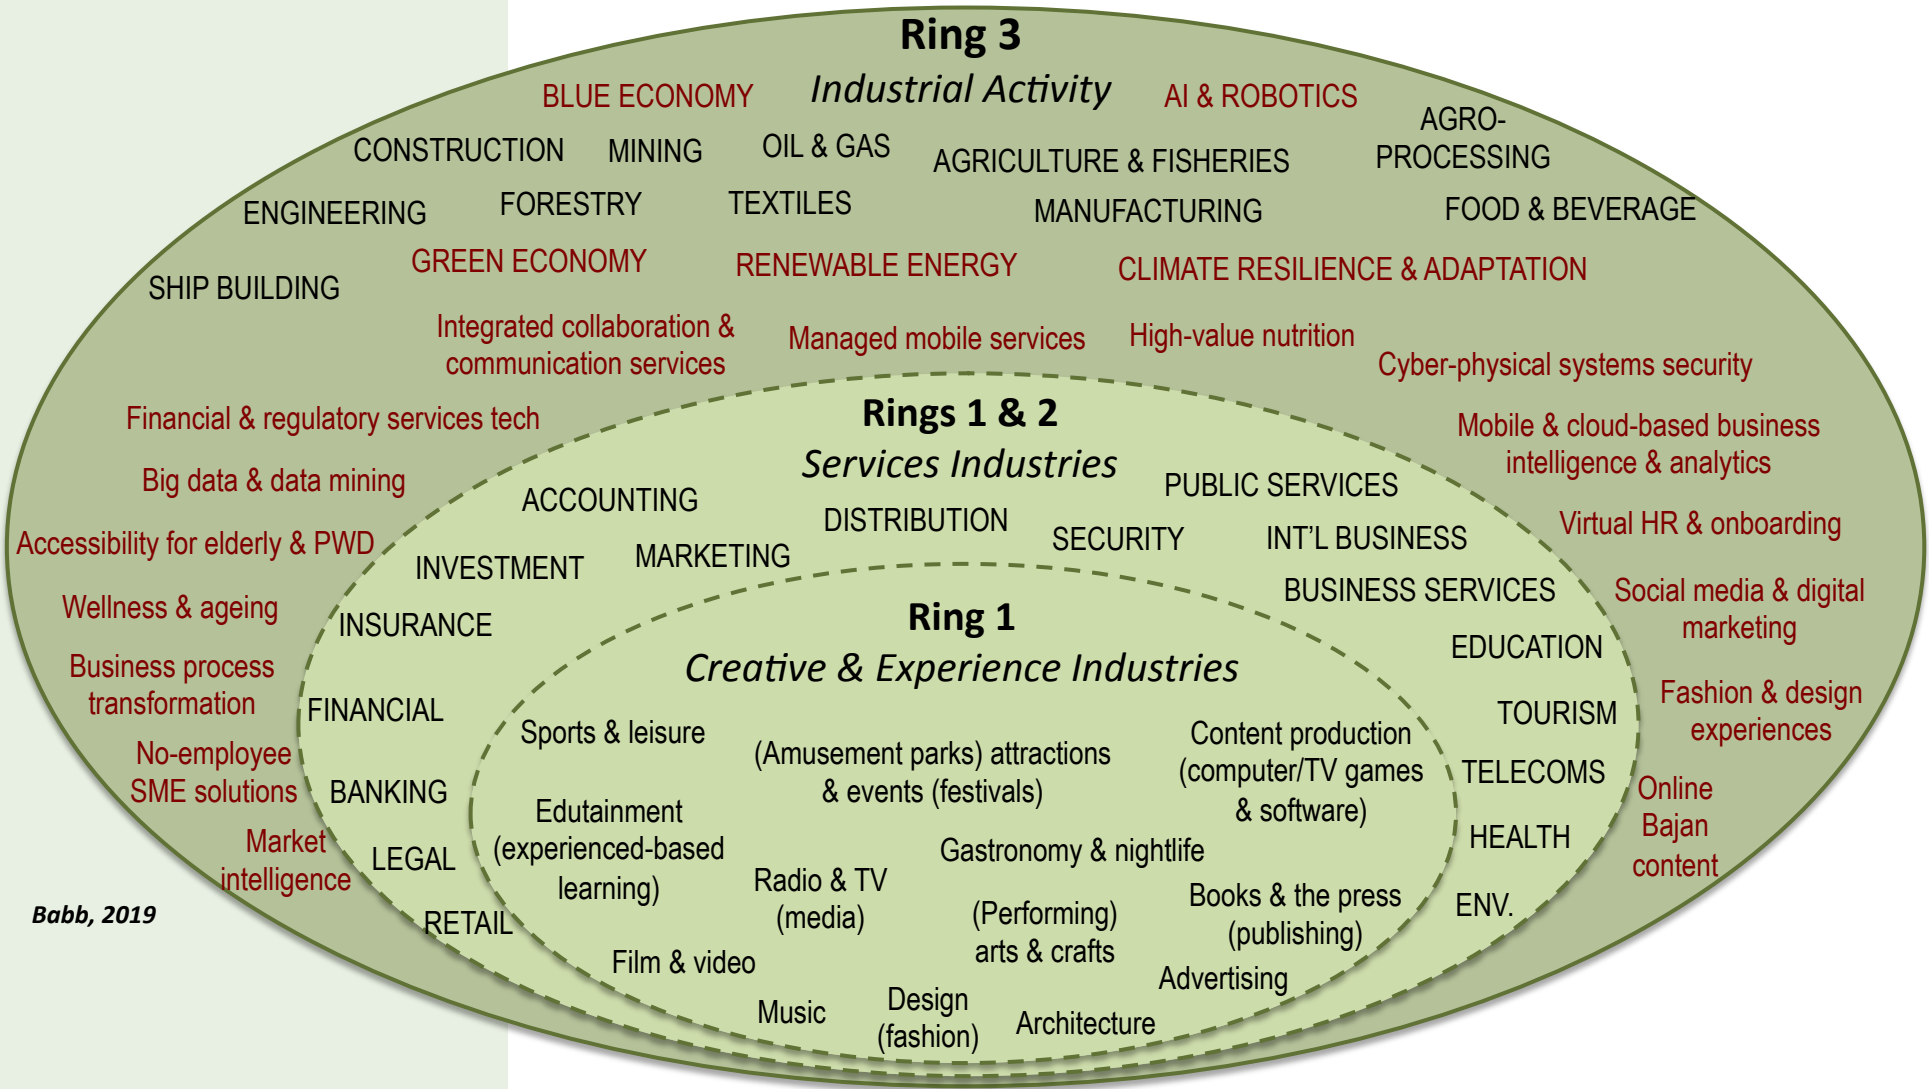 Ring 3
Industrial Activity
BLUE ECONOMY
AI & ROBOTICS
CONSTRUCTION
MINING
OIL & GAS
AGRICULTURE & FISHERIES
AGRO-
PROCESSING
ENGINEERING
FORESTRY
TEXTILES
MANUFACTURING
FOOD & BEVERAGE
SHIP BUILDING
GREEN ECONOMY
RENEWABLE ENERGY
CLIMATE RESILIENCE & ADAPTATION
Integrated collaboration &
communication services
Managed mobile services
High-value nutrition
Cyber-physical systems security
Financial & regulatory services tech
Mobile & cloud-based business
intelligence & analytics
Big data & data mining
Virtual HR & onboarding
Accessibility for elderly & PWD
Wellness & ageing
Social media & digital
marketing
Business process
transformation
Fashion & design
experiences
No-employee
SME solutions
Online
Bajan
content
Market
intelligence
Rings 1 & 2
Services Industries
ACCOUNTING
PUBLIC SERVICES
DISTRIBUTION
MARKETING
SECURITY
INT'L BUSINESS
INVESTMENT
BUSINESS SERVICES
INSURANCE
EDUCATION
FINANCIAL
TOURISM
BANKING
TELECOMS
LEGAL
HEALTH
RETAIL
ENV.
Ring 1
Creative & Experience Industries
Sports & leisure
(Amusement parks) attractions
& events (festivals)
Content production
(computer/TV games
& software)
Edutainment
(experienced-based
learning)
Gastronomy & nightlife
Radio & TV
(media)
(Performing)
arts & crafts
Books & the press
(publishing)
Film & video
Advertising
Music
Design
(fashion)
Architecture
Babb, 2019